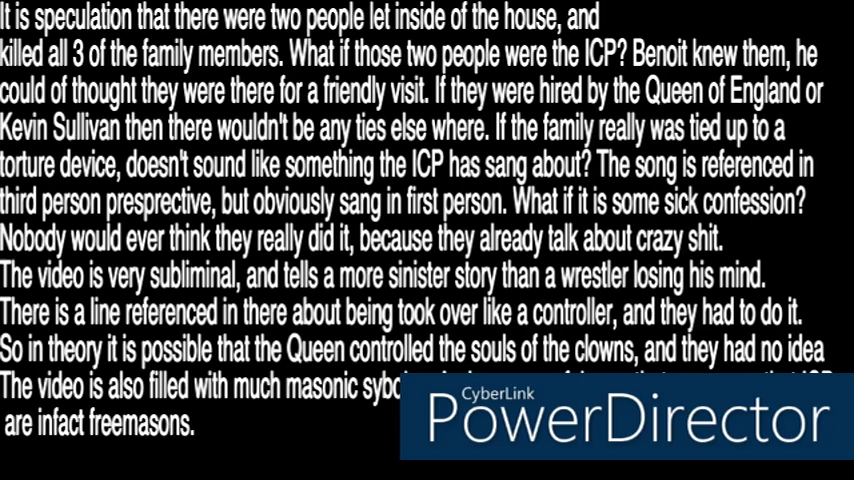 It is speculation that there were two people let inside of the house, and
killed all 3 of the family members. What if those two people were the ICP? Benoit knew them, he
could of thought they were there for a friendly visit. If they were hired by the Queen of England or
Kevin Sullivan then there wouldn't be any ties else where. If the family really was tied up to a
torture device, doesn't sound like something the ICP has sang about? The song is referenced in
third person presprective, but obviously sang in first person. What if it is some sick confession?
Nobody would ever think they really did it, because they already talk about crazy shit.
The video is very subliminal, and tells a more sinister story than a wrestler losing his mind.
There is a line referenced in there about being took over like a controller, and they had to do it.
So in theory it is possible that the Queen controlled the souls of the clowns, and they had no idea
The video is also filled with much masonic
are infact freemasons.
CyberLink
PowerDirector